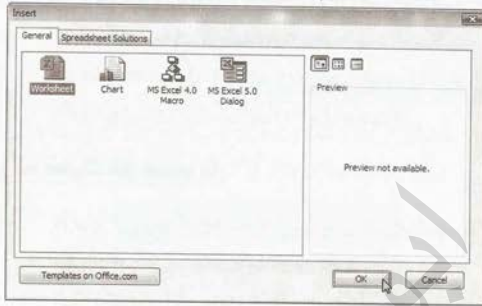 Insert
General Spreadsheet Solutions
Worksheet Chart MS Excel 4.0 Macro MS Excel 5.0 Dialog
Preview
Preview not available.
Templates on Office.com
OK Cancel